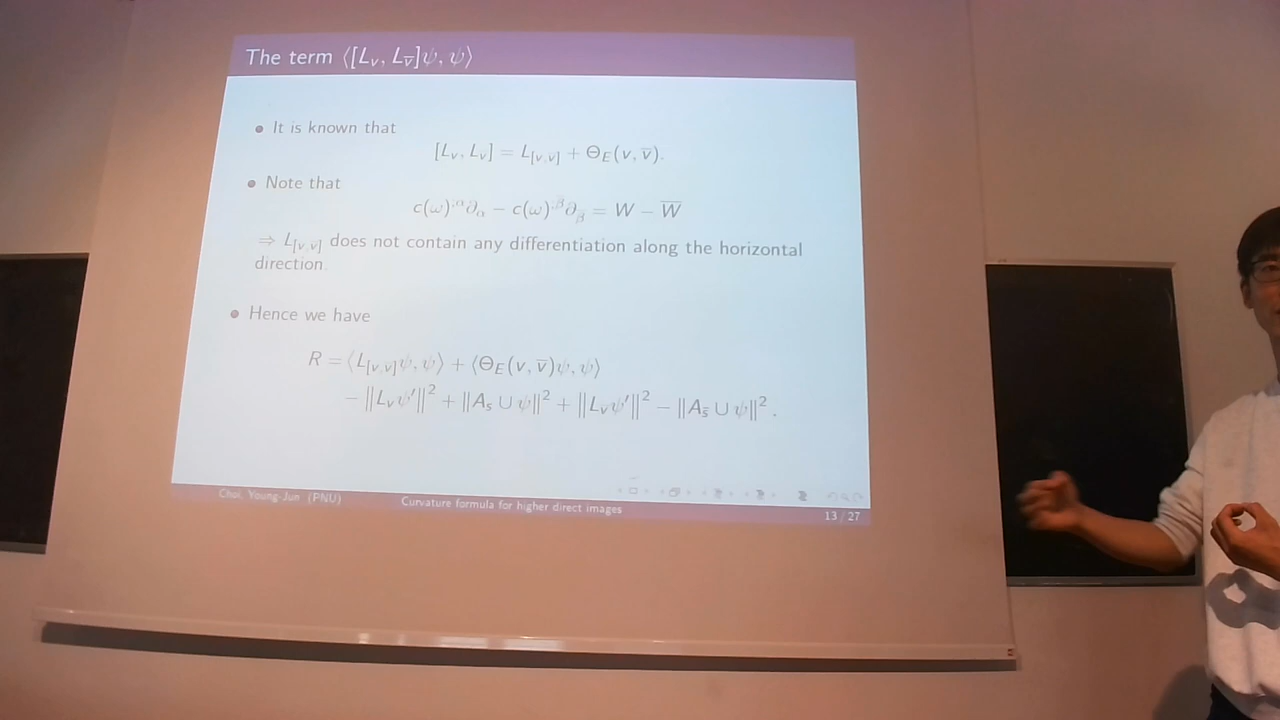 The term ⟨[L_v, L_v̄]ψ, ψ⟩
It is known that
[L_v, L_v̄] = L_[v,v̄] + Θ_E(v, v̄).
Note that
c(ω)^{;α}∂_α − c(ω)^{;β̄}∂_β̄ = W − W̄
⇒ L_[v,v̄] does not contain any differentiation along the horizontal
direction.
Hence we have
R = ⟨L_[v,v̄]ψ, ψ⟩ + ⟨Θ_E(v, v̄)ψ, ψ⟩
− ‖L_vψ′‖² + ‖A_s ∪ ψ‖² + ‖L_v̄ψ′‖² − ‖A_s̄ ∪ ψ‖².
Choi, Young-Jun (PNU) Curvature formula for higher direct images 13 / 27